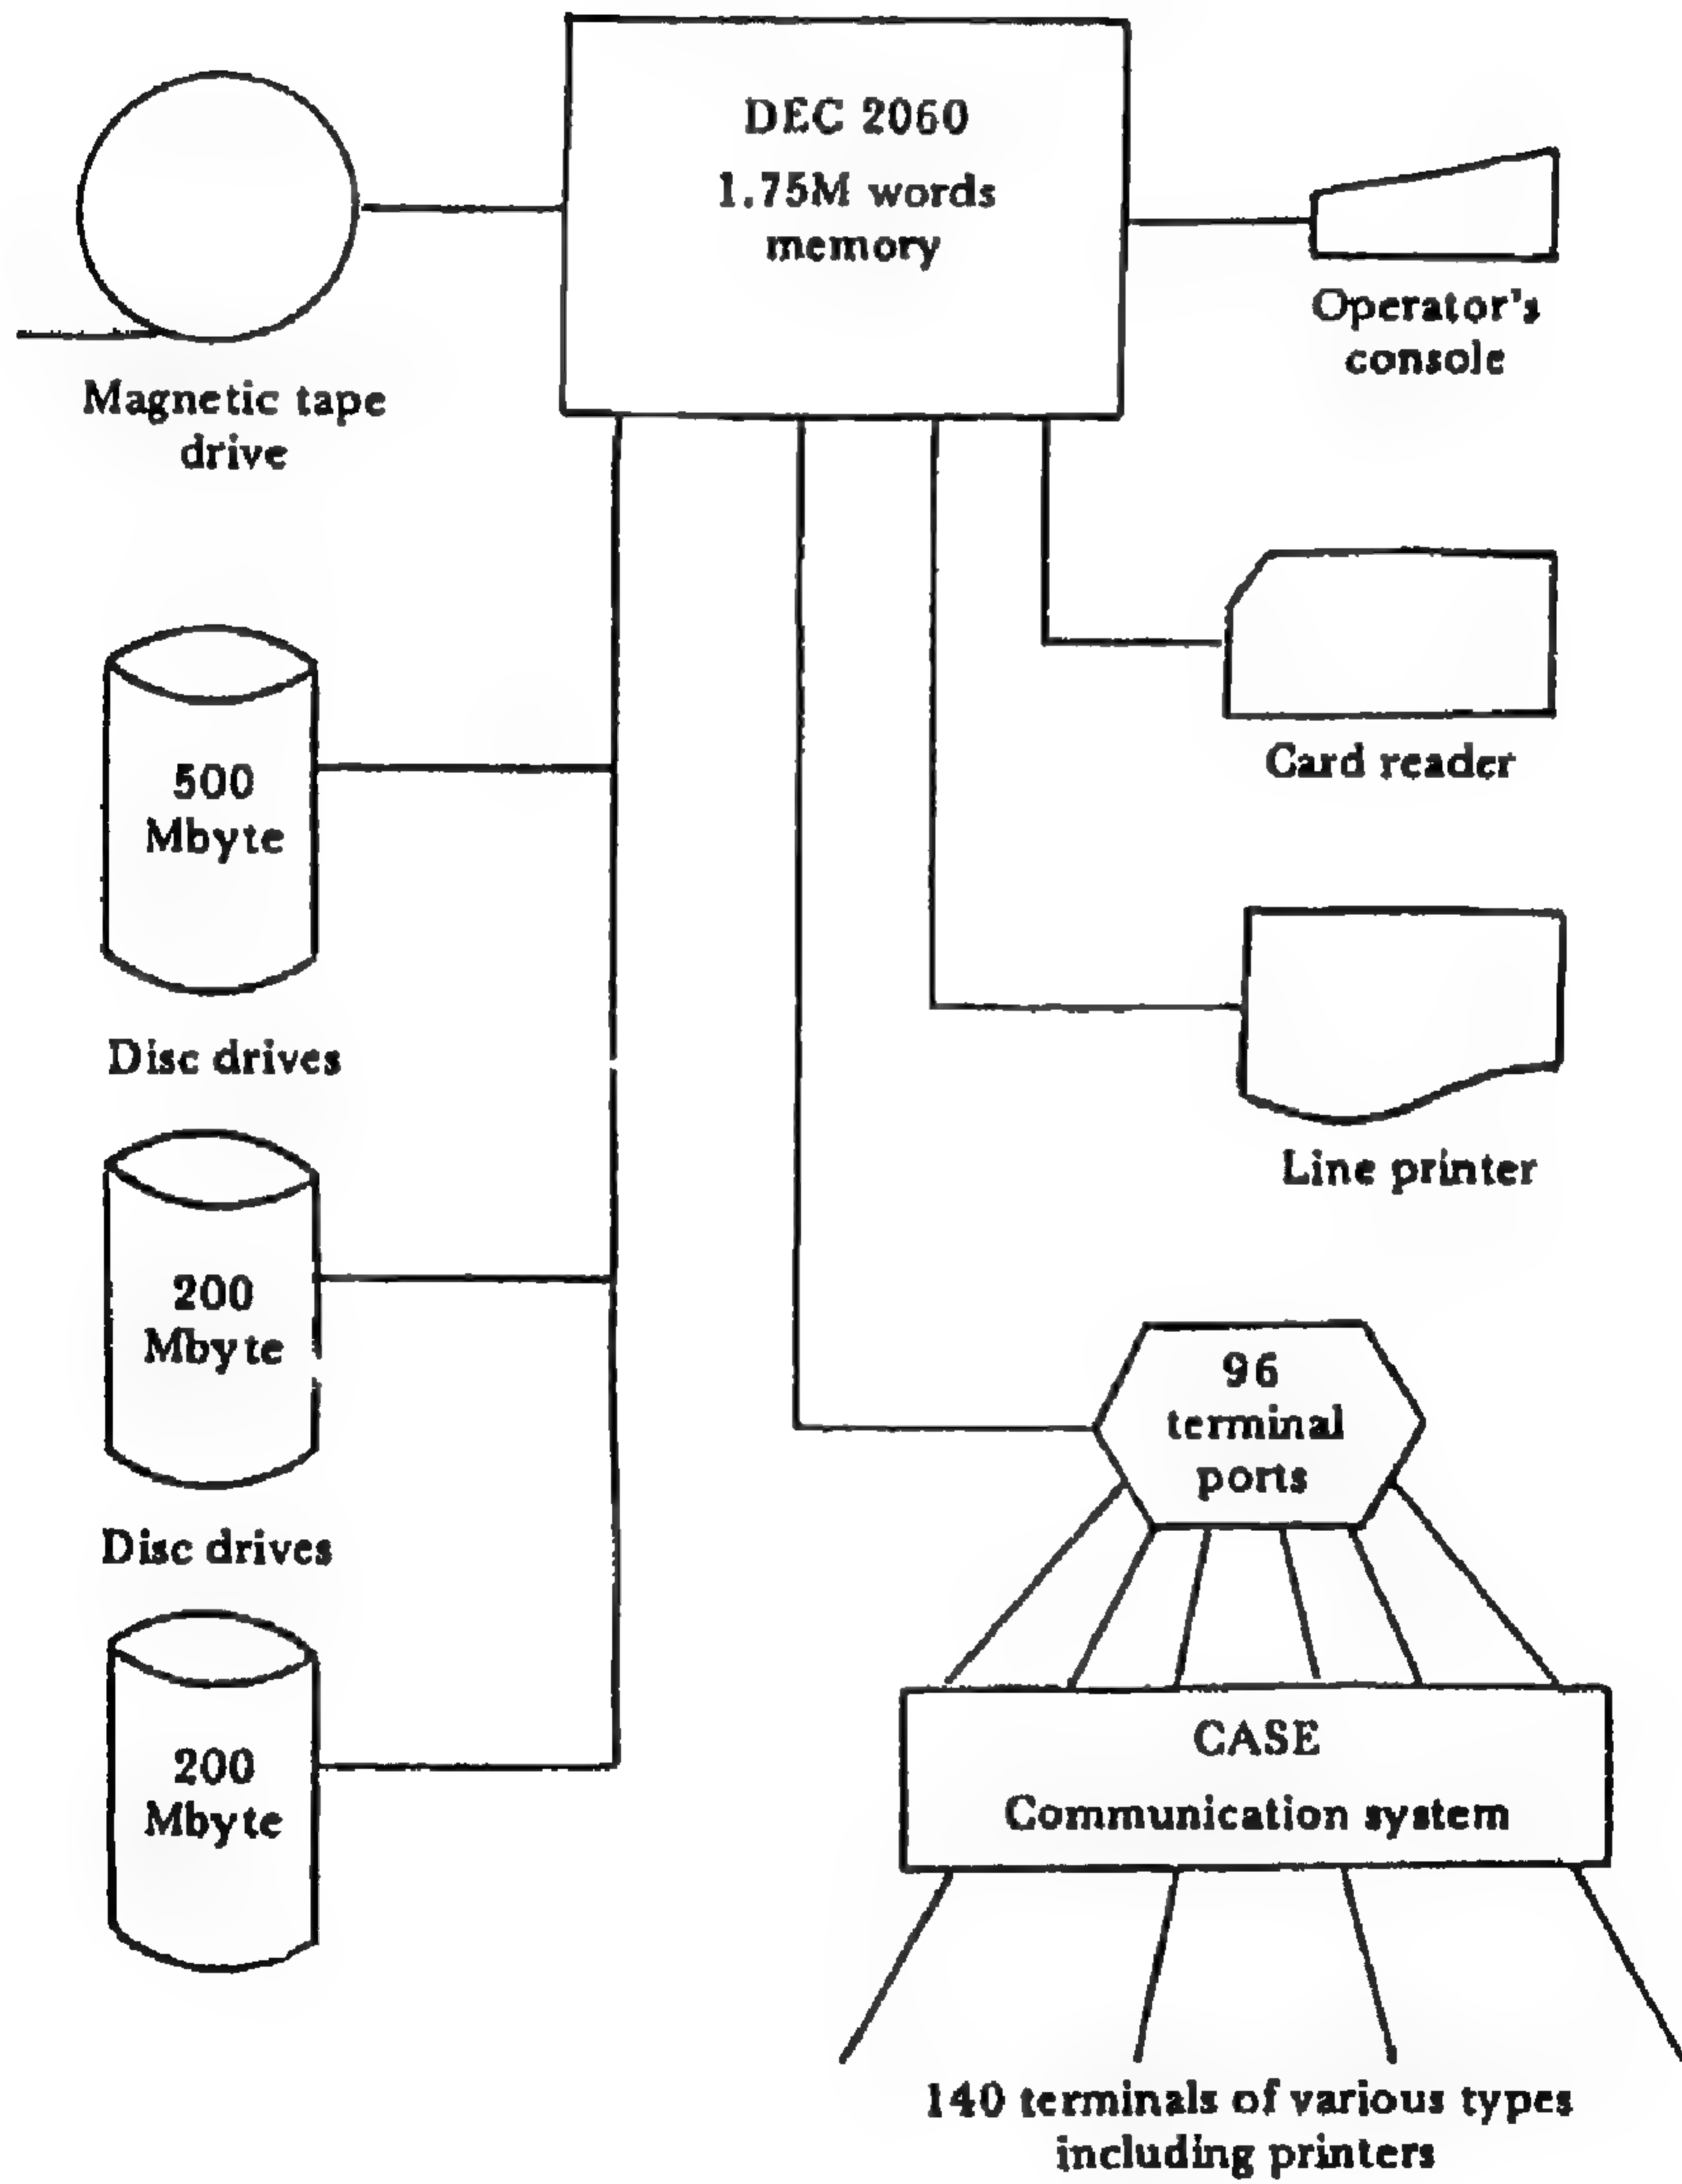 DEC 2060
1.75M words
memory
Operator's
console
Magnetic tape
drive
Card reader
500
Mbyte
Disc drives
Line printer
200
Mbyte
Disc drives
96
terminal
ports
200
Mbyte
CASE
Communication system
140 terminals of various types
including printers